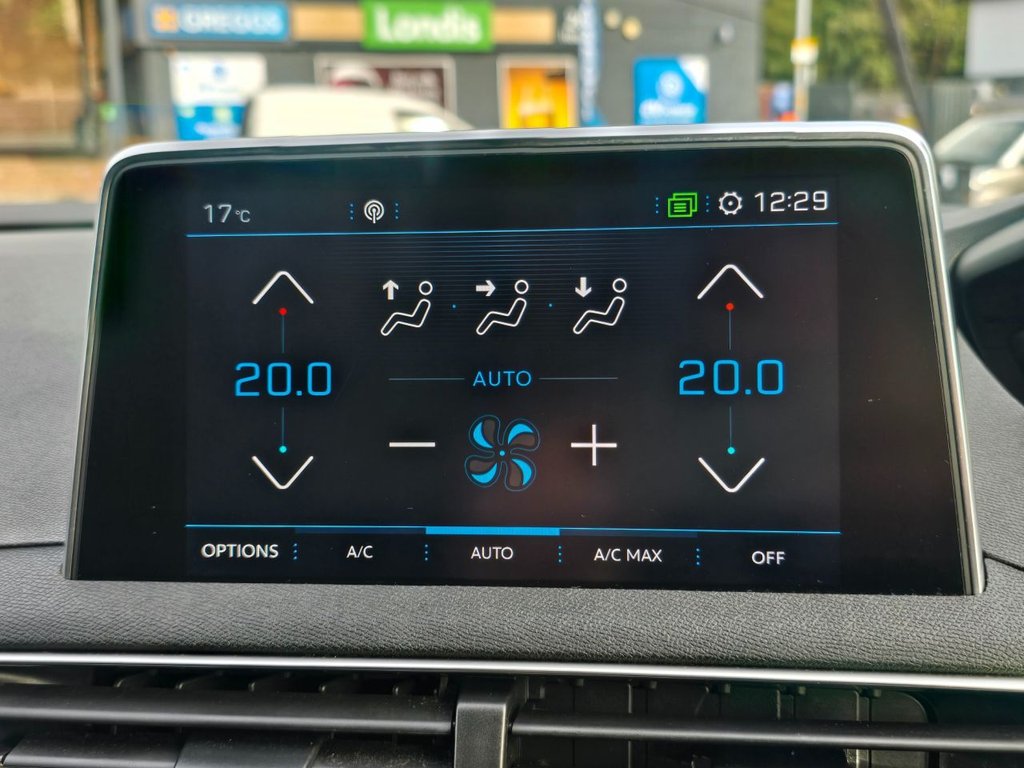 GREGGS
Londis
17°C
12:29
20.0
20.0
AUTO
OPTIONS A/C AUTO A/C MAX OFF